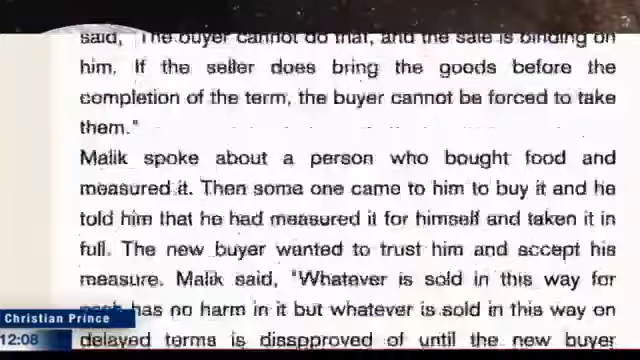 said, "The buyer cannot do that, and the sale is binding on
him. If the seller does bring the goods before the
completion of the term, the buyer cannot be forced to take
them."
Malik spoke about a person who bought food and
measured it. Then some one came to him to buy it and he
told him that he had measured it for himself and taken it in
full. The new buyer wanted to trust him and accept his
measure. Malik said, "Whatever is sold in this way for
has no harm in it but whatever is sold in this way on
delayed terms is disapproved of until the new buyer
Christian Prince
12:08